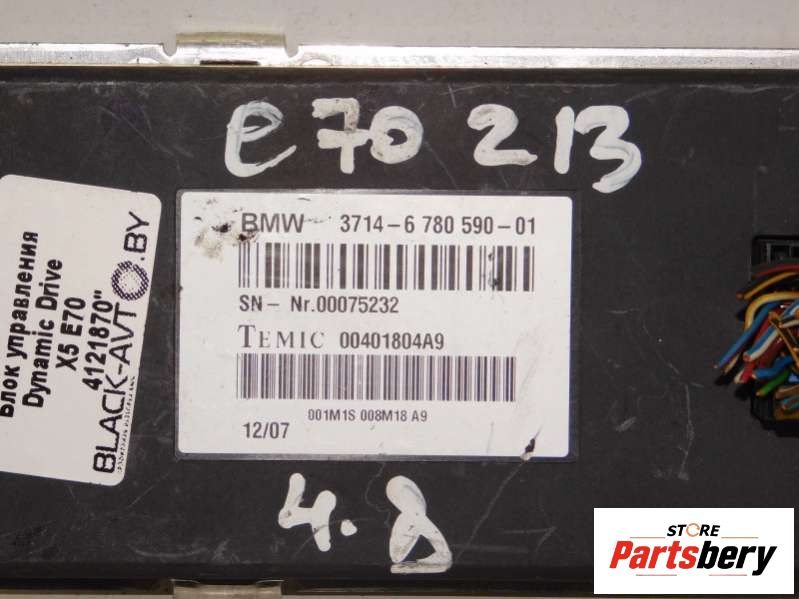 e70 213
BMW 3714-6 780 590-01
SN- Nr.00075232
TEMIC 00401804A9
001M1S 008M18 A9
12/07
4.8
Блок управления
Dynamic Drive
X5 E70
4121870"
BLACK-AVTO.BY
STORE
Partsbery